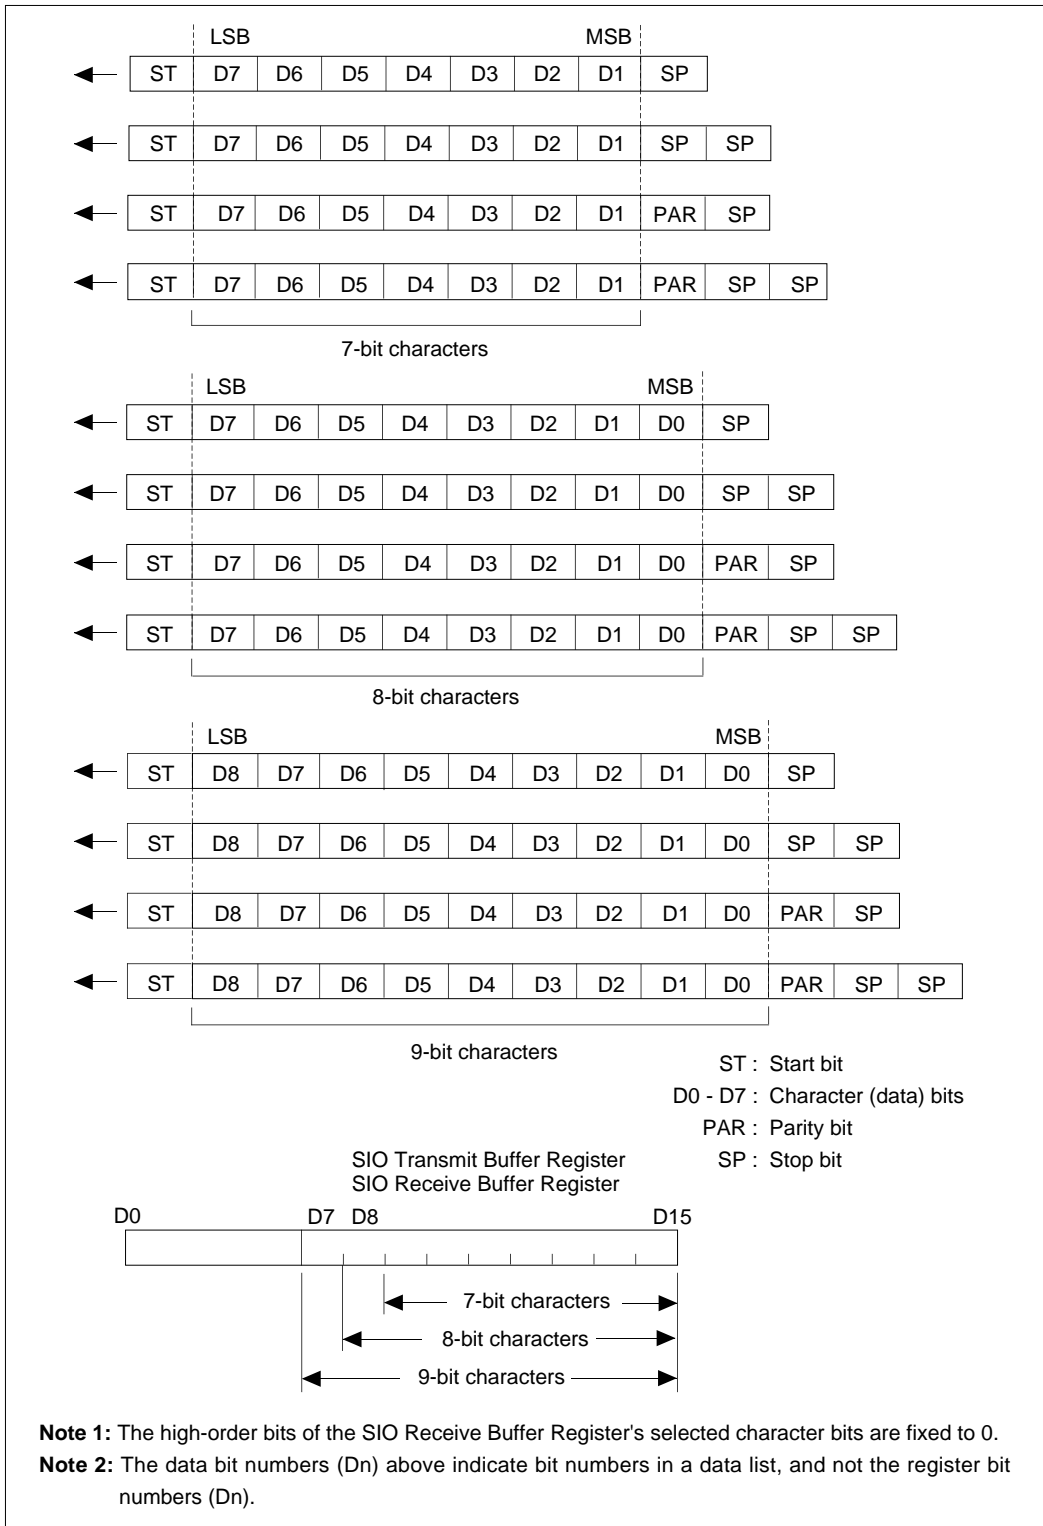 LSB MSB
ST D7 D6 D5 D4 D3 D2 D1 SP
ST D7 D6 D5 D4 D3 D2 D1 SP SP
ST D7 D6 D5 D4 D3 D2 D1 PAR SP
ST D7 D6 D5 D4 D3 D2 D1 PAR SP SP
7-bit characters
LSB MSB
ST D7 D6 D5 D4 D3 D2 D1 D0 SP
ST D7 D6 D5 D4 D3 D2 D1 D0 SP SP
ST D7 D6 D5 D4 D3 D2 D1 D0 PAR SP
ST D7 D6 D5 D4 D3 D2 D1 D0 PAR SP SP
8-bit characters
LSB MSB
ST D8 D7 D6 D5 D4 D3 D2 D1 D0 SP
ST D8 D7 D6 D5 D4 D3 D2 D1 D0 SP SP
ST D8 D7 D6 D5 D4 D3 D2 D1 D0 PAR SP
ST D8 D7 D6 D5 D4 D3 D2 D1 D0 PAR SP SP
9-bit characters
ST : Start bit
D0 - D7 : Character (data) bits
PAR : Parity bit
SP : Stop bit
SIO Transmit Buffer Register
SIO Receive Buffer Register
D0 D7 D8 D15
7-bit characters
8-bit characters
9-bit characters
Note 1: The high-order bits of the SIO Receive Buffer Register's selected character bits are fixed to 0.
Note 2: The data bit numbers (Dn) above indicate bit numbers in a data list, and not the register bit
numbers (Dn).